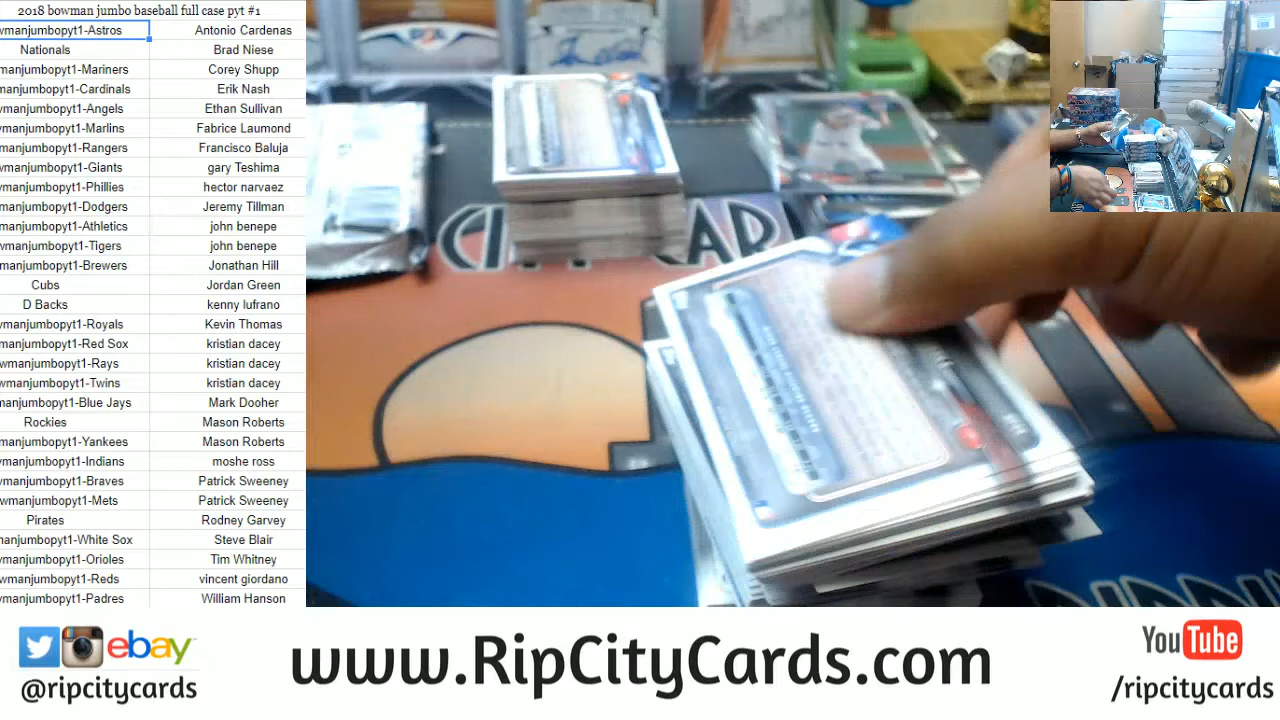 2018 bowman jumbo baseball full case pyt #1
wmanjumbopyt1-Astros Antonio Cardenas
Nationals Brad Niese
manjumbopyt1-Mariners Corey Shupp
manjumbopyt1-Cardinals Erik Nash
wmanjumbopyt1-Angels Ethan Sullivan
wmanjumbopyt1-Marlins Fabrice Laumond
manjumbopyt1-Rangers Francisco Baluja
wmanjumbopyt1-Giants gary Teshima
wmanjumbopyt1-Phillies hector narvaez
manjumbopyt1-Dodgers Jeremy Tillman
manjumbopyt1-Athletics john benepe
wmanjumbopyt1-Tigers john benepe
manjumbopyt1-Brewers Jonathan Hill
Cubs Jordan Green
D Backs kenny lufrano
wmanjumbopyt1-Royals Kevin Thomas
manjumbopyt1-Red Sox kristian dacey
wmanjumbopyt1-Rays kristian dacey
wmanjumbopyt1-Twins kristian dacey
manjumbopyt1-Blue Jays Mark Dooher
Rockies Mason Roberts
manjumbopyt1-Yankees Mason Roberts
wmanjumbopyt1-Indians moshe ross
wmanjumbopyt1-Braves Patrick Sweeney
wmanjumbopyt1-Mets Patrick Sweeney
Pirates Rodney Garvey
manjumbopyt1-White Sox Steve Blair
wmanjumbopyt1-Orioles Tim Whitney
wmanjumbopyt1-Reds vincent giordano
wmanjumbopyt1-Padres William Hanson
CITY CARD
ebay
@ripcitycards
www.RipCityCards.com
YouTube
/ripcitycards